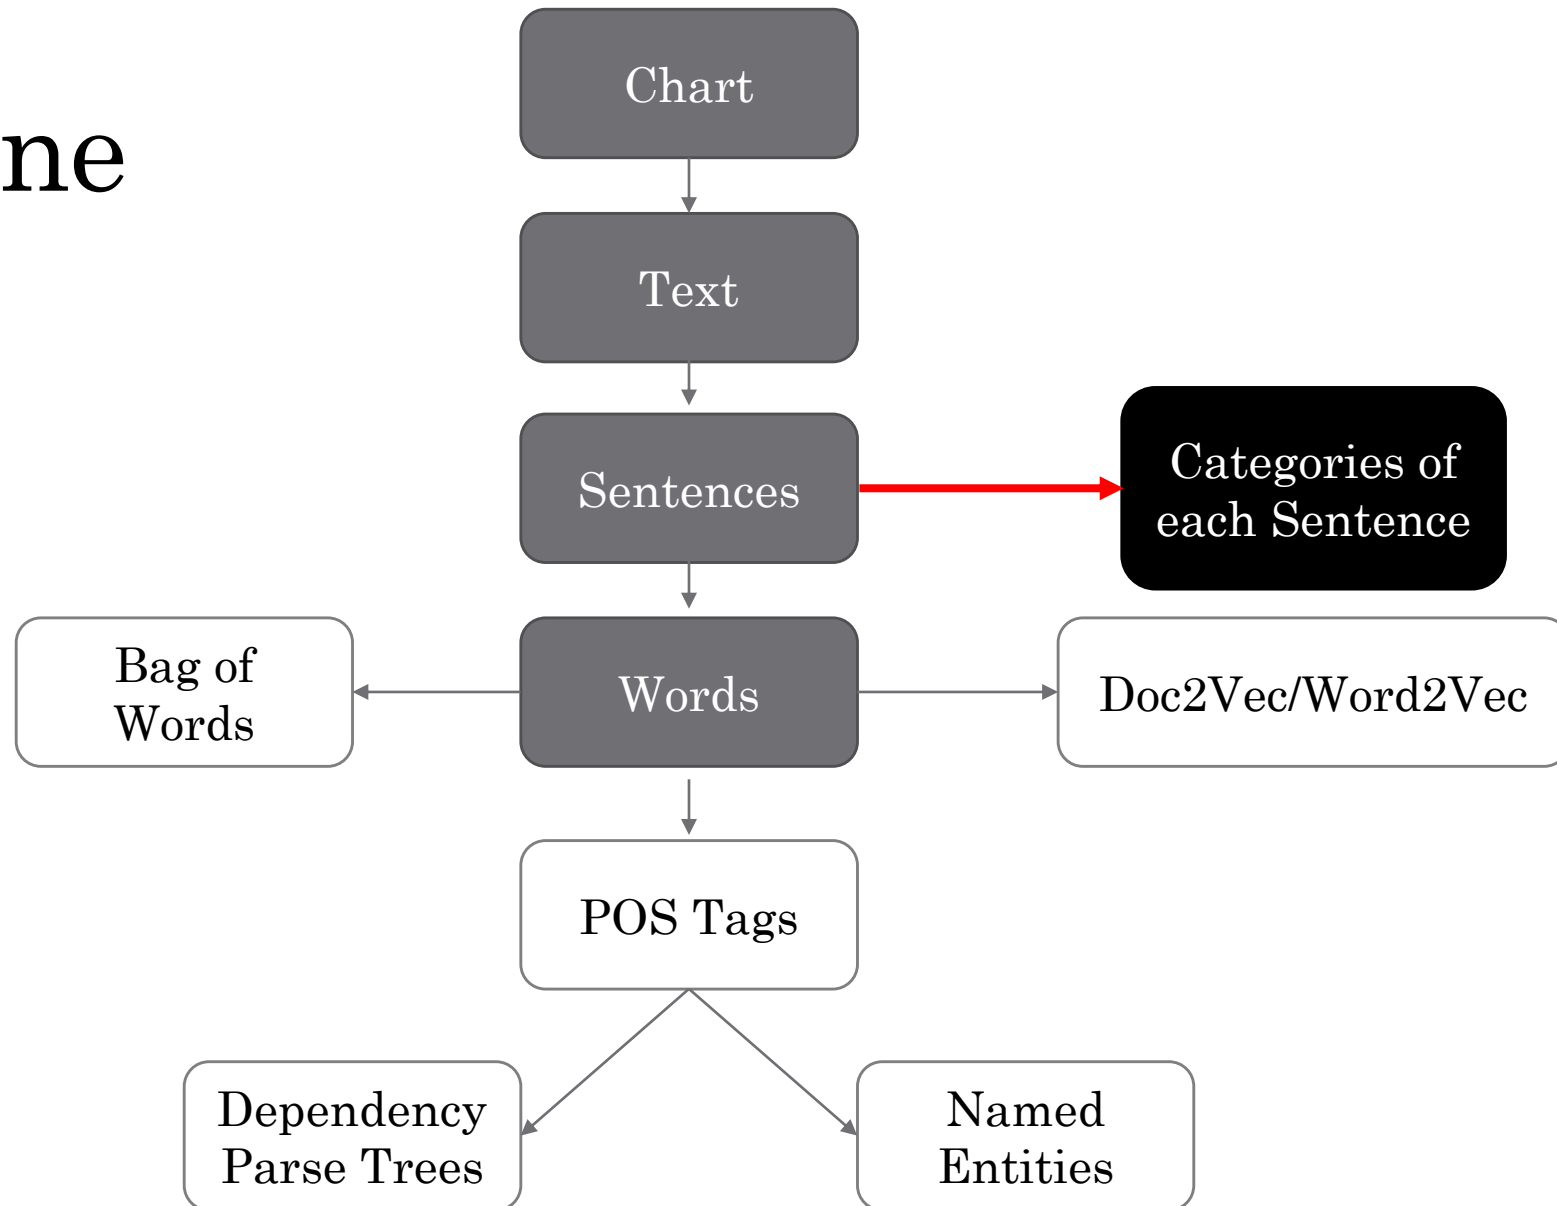 Chart
ne
Text
Sentences
Categories of
each Sentence
Bag of
Words
Words
Doc2Vec/Word2Vec
POS Tags
Dependency
Parse Trees
Named
Entities